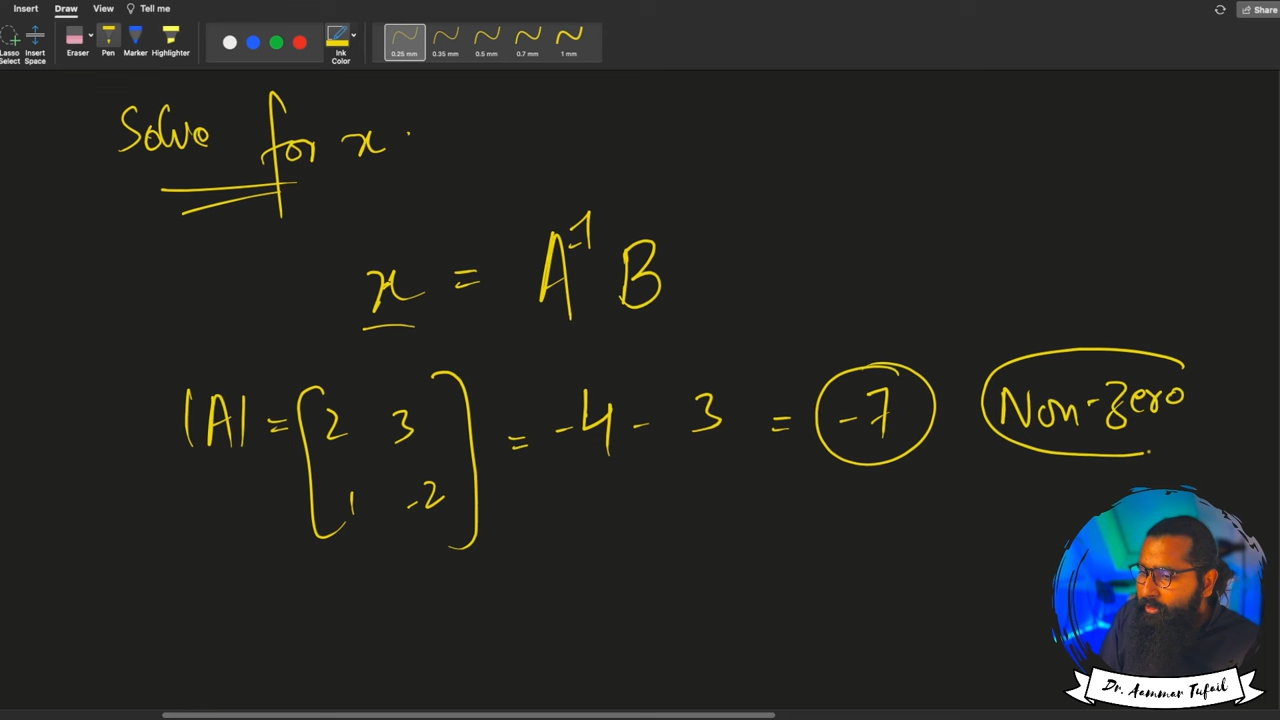 Insert Draw View Tell me Share
Lasso Select
Insert Space
Eraser
Pen
Marker
Highlighter
Ink Color
0.25 mm 0.35 mm 0.5 mm 0.7 mm 1 mm
Solve for x.
x = A⁻¹ B
|A| = [2 3
1 -2] = -4 - 3 = -7 Non-Zero
Dr. Aammar Tufail